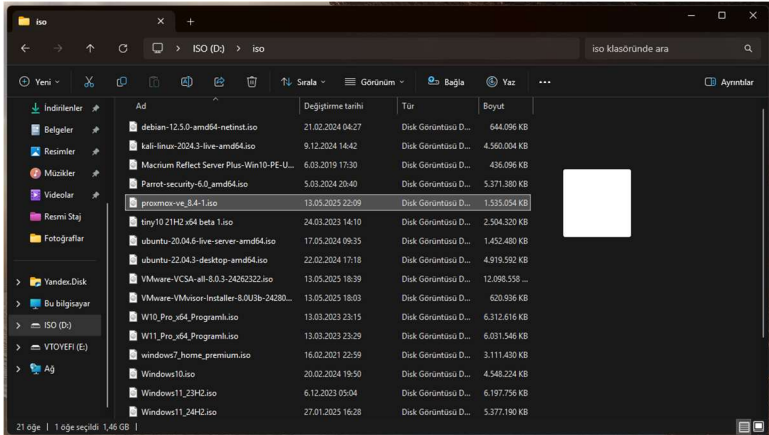 iso
ISO (D:) > iso
iso klasöründe ara
Yeni
Sırala
Görünüm
Bağla
Yaz
Ayrıntılar
İndirilenler
Belgeler
Resimler
Müzikler
Videolar
Resmi Staj
Fotoğraflar
Yandex.Disk
Bu bilgisayar
ISO (D:)
VTOYEFI (E:)
Ağ
Ad Değiştirme tarihi Tür Boyut
debian-12.5.0-amd64-netinst.iso 21.02.2024 04:27 Disk Görüntüsü D... 644.096 KB
kali-linux-2024.3-live-amd64.iso 9.12.2024 14:42 Disk Görüntüsü D... 4.560.004 KB
Macrium Reflect Server Plus-Win10-PE-U... 6.03.2019 17:30 Disk Görüntüsü D... 436.096 KB
Parrot-security-6.0_amd64.iso 5.03.2024 20:40 Disk Görüntüsü D... 5.371.380 KB
proxmox-ve_8.4-1.iso 13.05.2025 22:09 Disk Görüntüsü D... 1.535.054 KB
tiny10 21H2 x64 beta 1.iso 24.03.2023 14:10 Disk Görüntüsü D... 2.504.320 KB
ubuntu-20.04.6-live-server-amd64.iso 17.05.2024 09:35 Disk Görüntüsü D... 1.452.480 KB
ubuntu-22.04.3-desktop-amd64.iso 22.02.2024 17:18 Disk Görüntüsü D... 4.919.592 KB
VMware-VCSA-all-8.0.3-24262322.iso 13.05.2025 18:39 Disk Görüntüsü D... 12.098.558 ...
VMware-VMvisor-Installer-8.0U3b-24280... 13.05.2025 18:03 Disk Görüntüsü D... 620.936 KB
W10_Pro_x64_Programlı.iso 13.03.2023 23:15 Disk Görüntüsü D... 6.312.616 KB
W11_Pro_x64_Programlı.iso 13.03.2023 23:29 Disk Görüntüsü D... 6.031.546 KB
windows7_home_premium.iso 16.02.2021 22:59 Disk Görüntüsü D... 3.111.430 KB
Windows10.iso 20.02.2024 19:50 Disk Görüntüsü D... 4.548.224 KB
Windows11_23H2.iso 6.12.2023 05:04 Disk Görüntüsü D... 6.197.756 KB
Windows11_24H2.iso 27.01.2025 16:28 Disk Görüntüsü D... 5.377.190 KB
21 öğe | 1 öğe seçildi 1,46 GB |